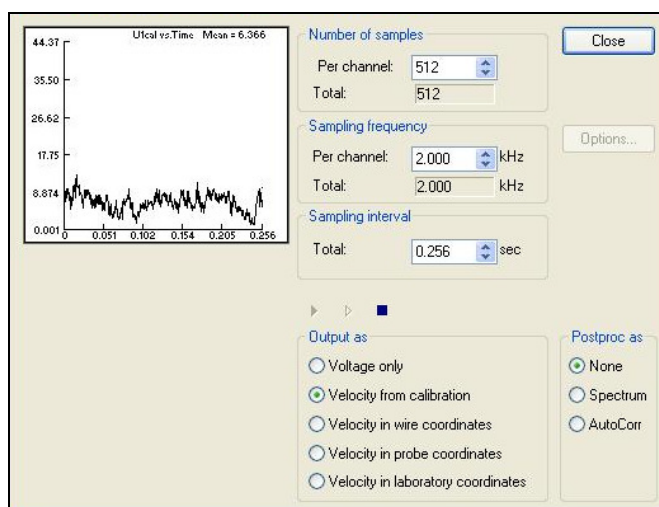 U1cal vs.Time Mean = 6.366
44.37
35.50
26.62
17.75
8.874
0.001
0 0.051 0.102 0.154 0.205 0.256
Number of samples
Per channel: 512
Total: 512
Sampling frequency
Per channel: 2.000 kHz
Total: 2.000 kHz
Sampling interval
Total: 0.256 sec
Close
Options...
Output as
Voltage only
Velocity from calibration
Velocity in wire coordinates
Velocity in probe coordinates
Velocity in laboratory coordinates
Postproc as
None
Spectrum
AutoCorr